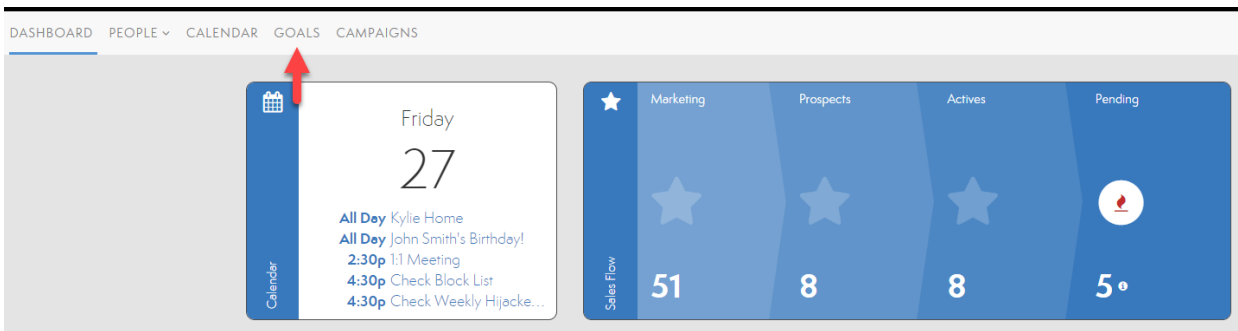 DASHBOARD PEOPLE CALENDAR GOALS CAMPAIGNS
Calendar
Friday
27
All Day Kylie Home
All Day John Smith's Birthday!
2:30p 1:1 Meeting
4:30p Check Block List
4:30p Check Weekly Hijacke...
Sales Flow
Marketing Prospects Actives Pending
51 8 8 5